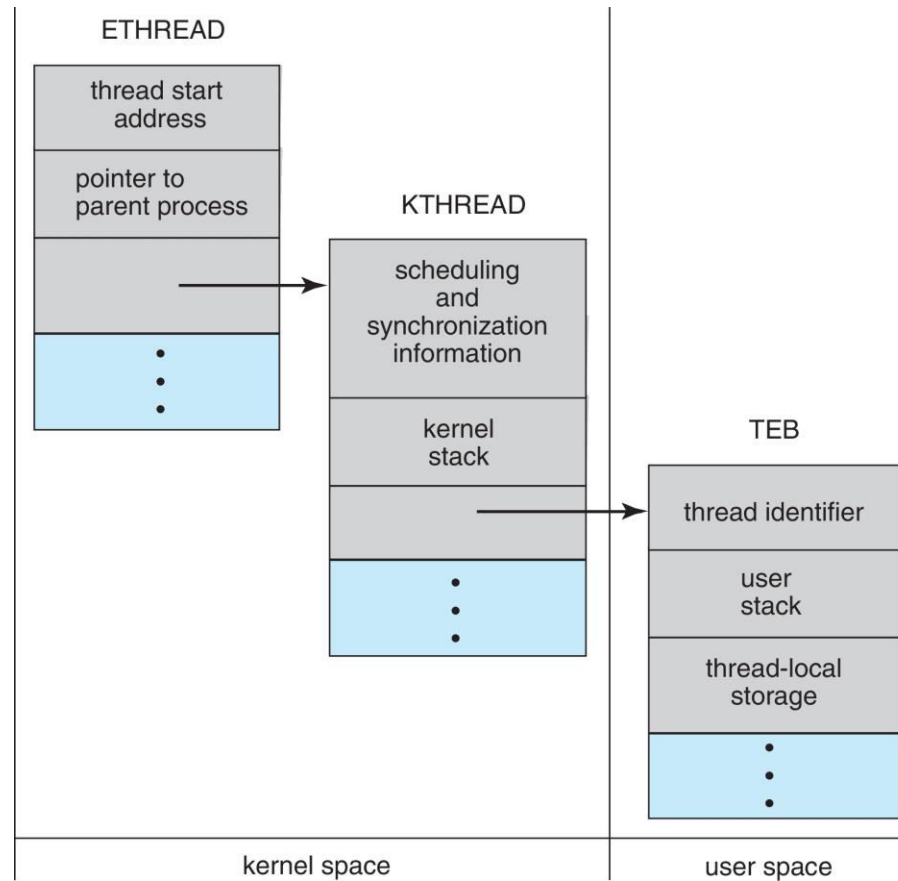 ETHREAD
thread start
address
pointer to
parent process
KTHREAD
scheduling
and
synchronization
information
kernel
stack
TEB
thread identifier
user
stack
thread-local
storage
kernel space
user space